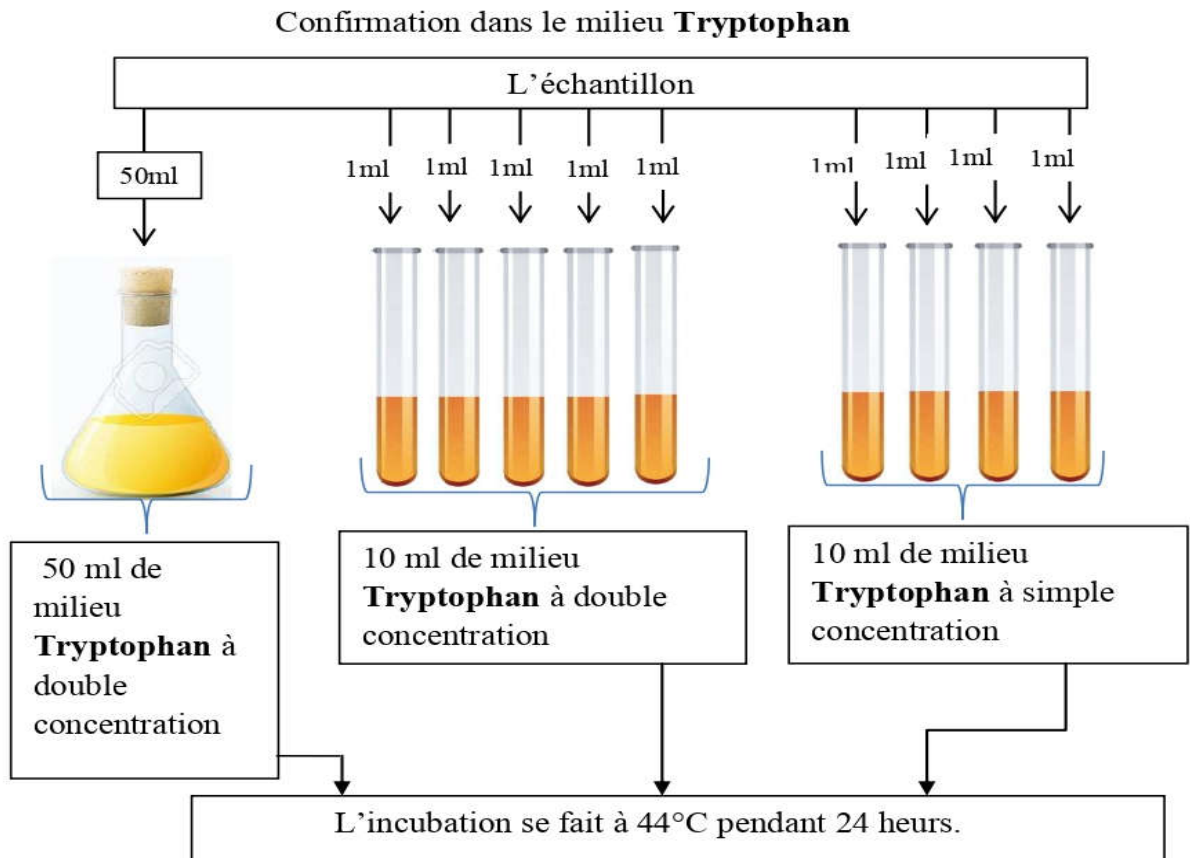 Confirmation dans le milieu Tryptophan
L'échantillon
50ml
1ml 1ml 1ml 1ml 1ml
1ml 1ml 1ml 1ml
50 ml de
milieu
Tryptophan à
double
concentration
10 ml de milieu
Tryptophan à double
concentration
10 ml de milieu
Tryptophan à simple
concentration
L'incubation se fait à 44°C pendant 24 heurs.